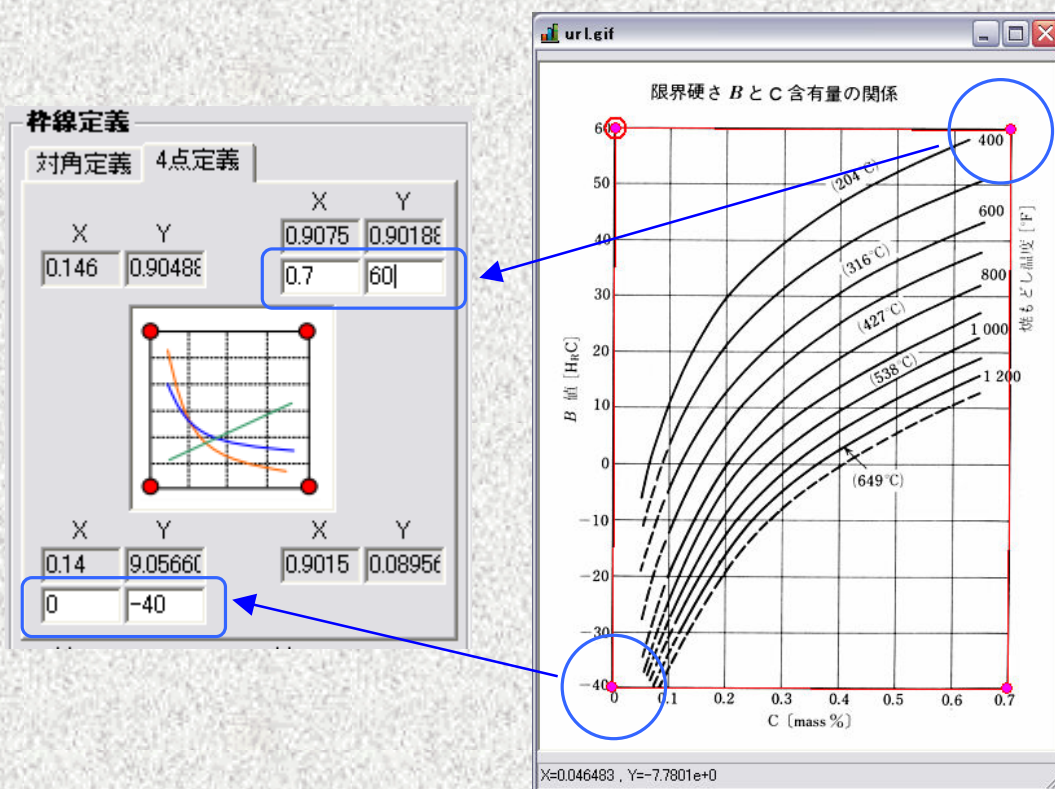 枠線定義
対角定義 4点定義
X Y
0.9075 0.9018
0.7 60
X Y
0.146 0.9048
X Y
0.14 9.0566
0 -40
X Y
0.9015 0.0895
url.gif
限界硬さ B と C 含有量の関係
60
50
40
30
20
10
0
-10
-20
-30
-40
B 値 [HRC]
0 0.1 0.2 0.3 0.4 0.5 0.6 0.7
C [mass %]
(204°C)
(316°C)
(427°C)
(538°C)
(649°C)
400
600
800
1 000
1 200
焼もどし温度 [°F]
X=0.046483 , Y=-7.7801e+0